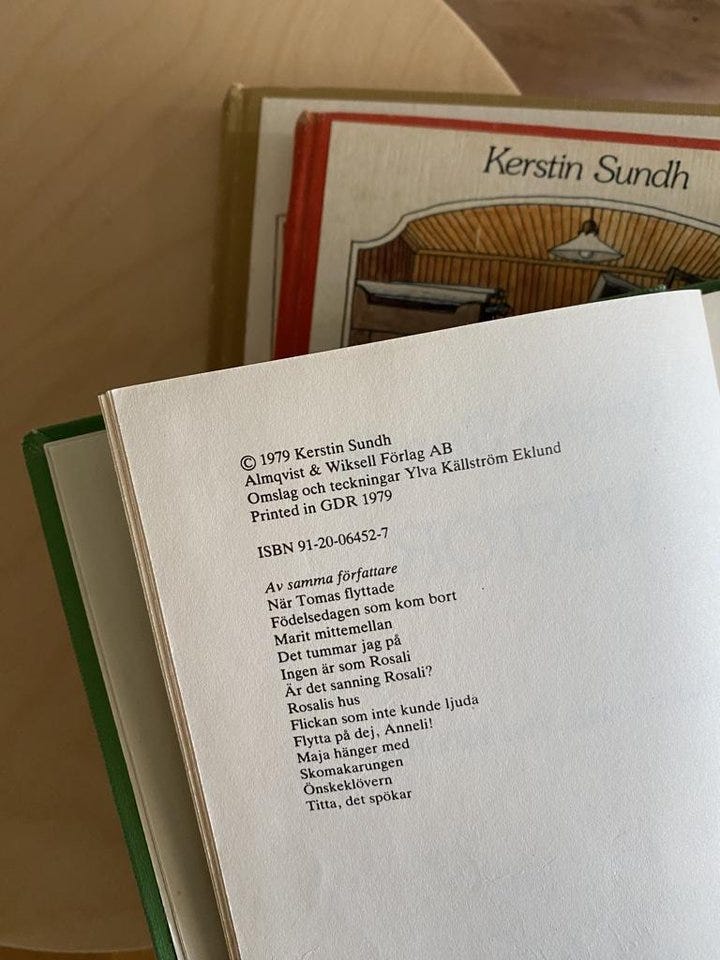 Kerstin Sundh
© 1979 Kerstin Sundh
Almqvist & Wiksell Förlag AB
Omslag och teckningar Ylva Källström Eklund
Printed in GDR 1979
ISBN 91-20-06452-7
Av samma författare
När Tomas flyttade
Födelsedagen som kom bort
Marit mittemellan
Det tummar jag på
Ingen är som Rosali
Är det sanning Rosali?
Rosalis hus
Flickan som inte kunde ljuda
Flytta på dej, Anneli!
Maja hänger med
Skomakarungen
Önskeklövern
Titta, det spökar